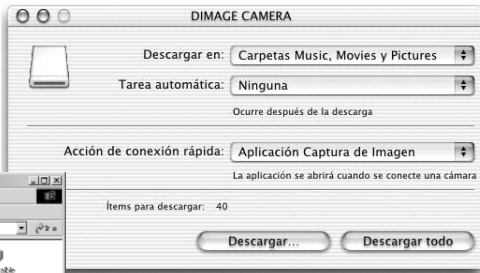 DIMAGE CAMERA
Descargar en: Carpetas Music, Movies y Pictures
Tarea automática: Ninguna
Ocurre después de la descarga
Acción de conexión rápida: Aplicación Captura de Imagen
La aplicación se abrirá cuando se conecte una cámara
Ítems para descargar: 40
Descargar... Descargar todo